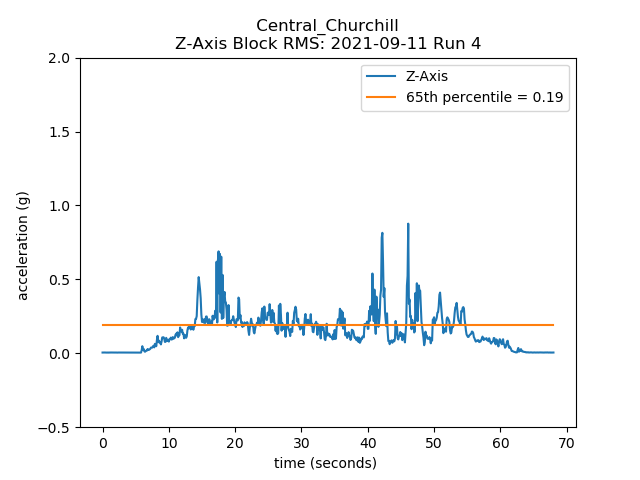 Central_Churchill
Z-Axis Block RMS: 2021-09-11 Run 4
2.0
1.5
1.0
0.5
0.0
−0.5
acceleration (g)
Z-Axis
65th percentile = 0.19
0 10 20 30 40 50 60 70
time (seconds)